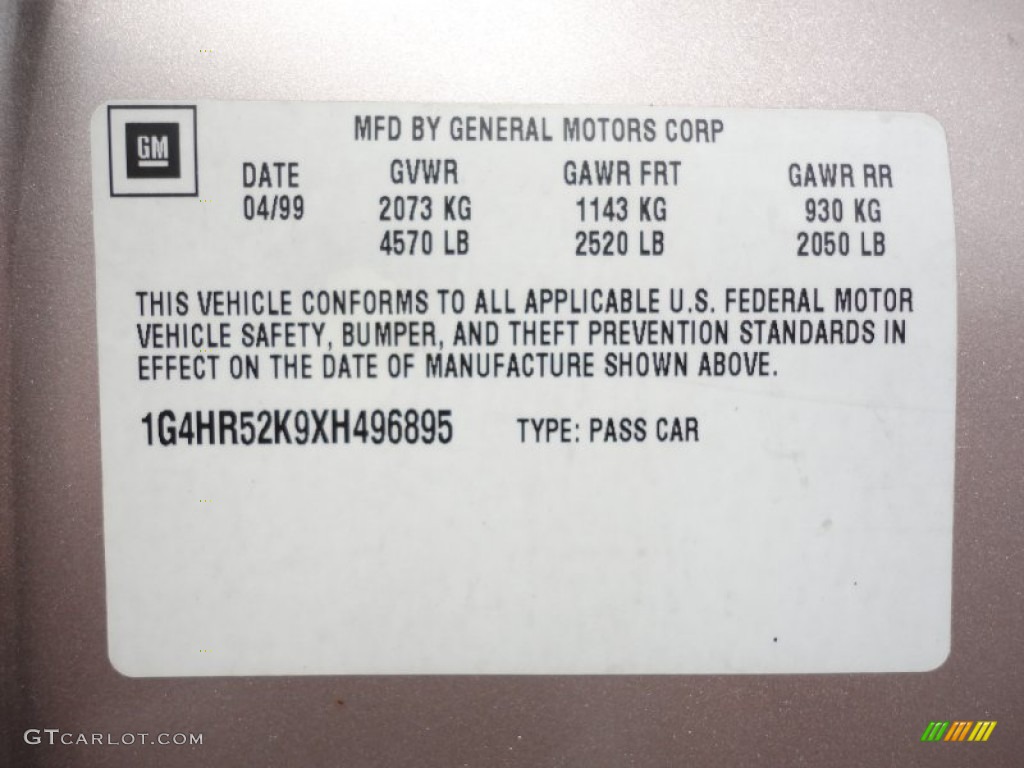 GM
MFD BY GENERAL MOTORS CORP
DATE GVWR GAWR FRT GAWR RR
04/99 2073 KG 1143 KG 930 KG
4570 LB 2520 LB 2050 LB
THIS VEHICLE CONFORMS TO ALL APPLICABLE U.S. FEDERAL MOTOR
VEHICLE SAFETY, BUMPER, AND THEFT PREVENTION STANDARDS IN
EFFECT ON THE DATE OF MANUFACTURE SHOWN ABOVE.
1G4HR52K9XH496895 TYPE: PASS CAR
GTCARLOT.COM